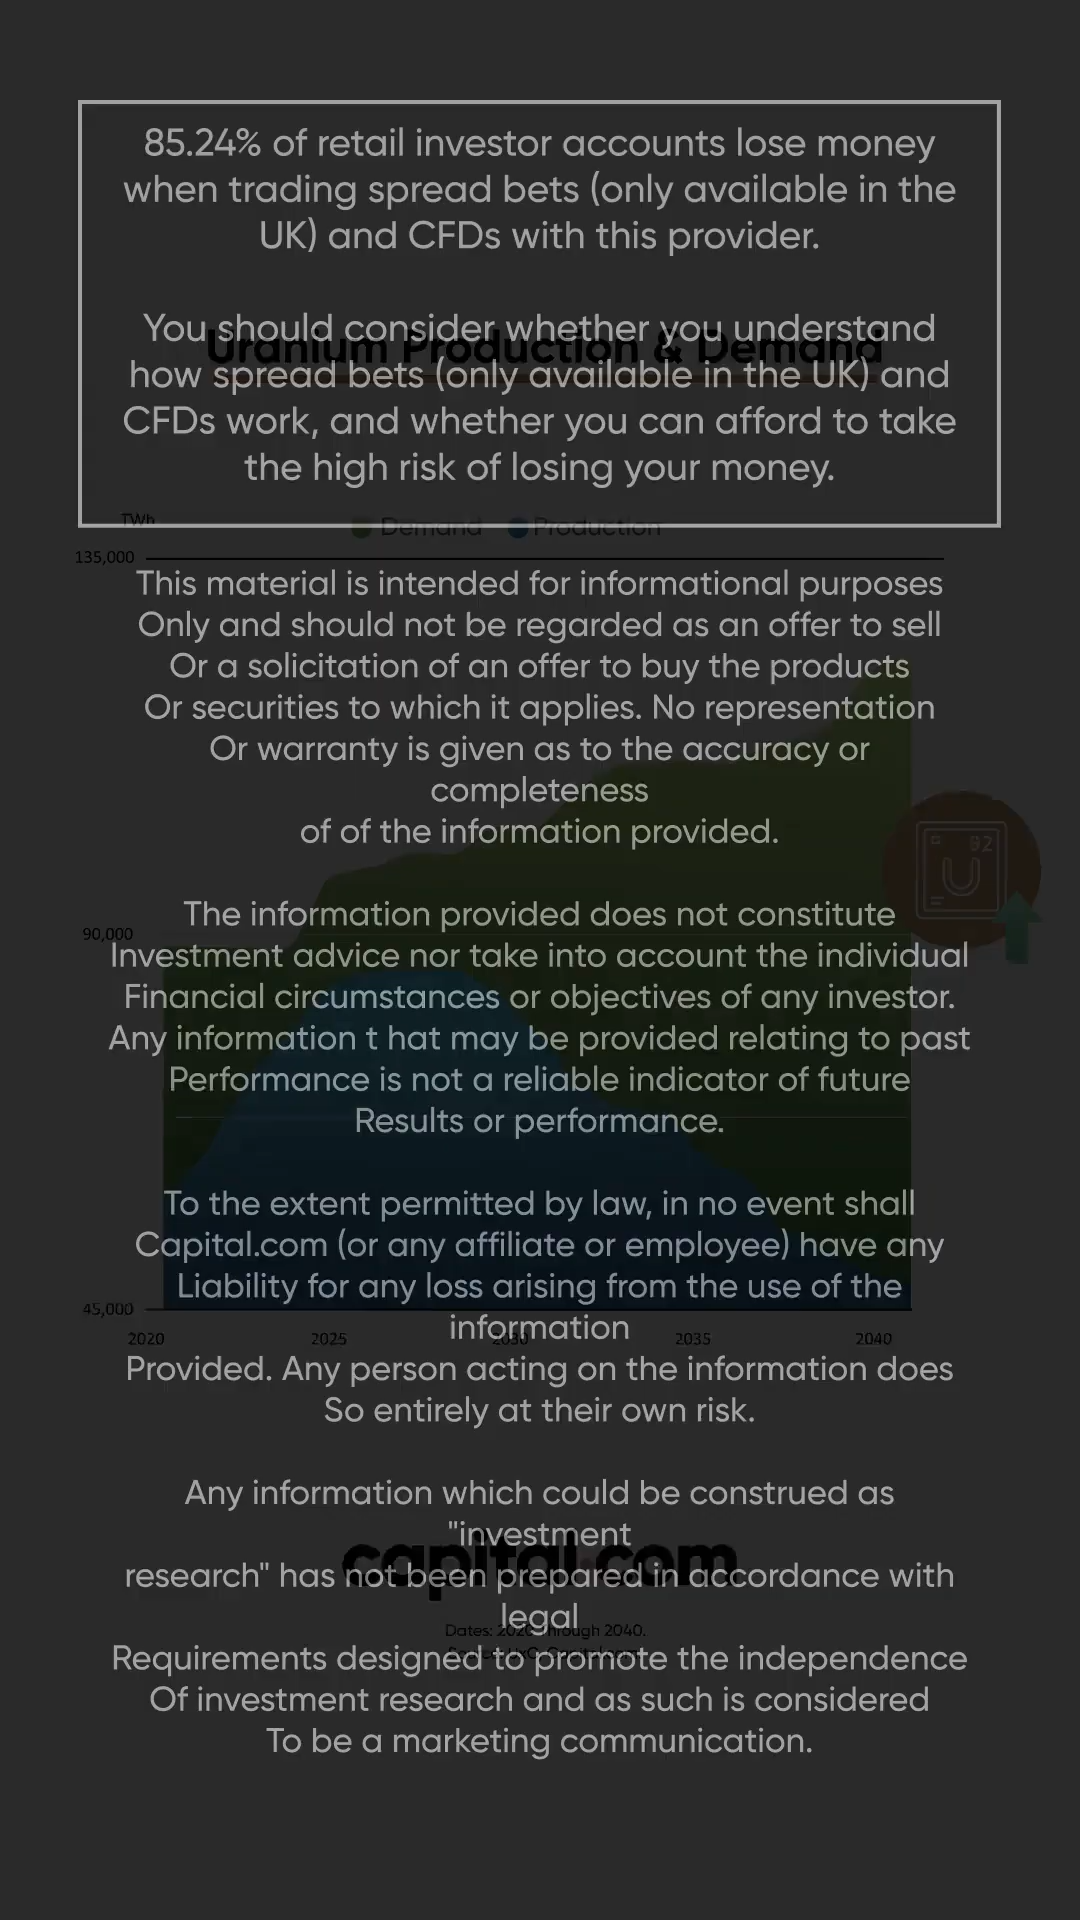 85.24% of retail investor accounts lose money
when trading spread bets (only available in the
UK) and CFDs with this provider.
You should consider whether you understand
how spread bets (only available in the UK) and
CFDs work, and whether you can afford to take
the high risk of losing your money.
Uranium Production & Demand
TWh
Demand Production
135,000
This material is intended for informational purposes
Only and should not be regarded as an offer to sell
Or a solicitation of an offer to buy the products
Or securities to which it applies. No representation
Or warranty is given as to the accuracy or
completeness
of of the information provided.
92
U
The information provided does not constitute
90,000
Investment advice nor take into account the individual
Financial circumstances or objectives of any investor.
Any information t hat may be provided relating to past
Performance is not a reliable indicator of future
Results or performance.
To the extent permitted by law, in no event shall
Capital.com (or any affiliate or employee) have any
Liability for any loss arising from the use of the
45,000
information
2020 2025 2030 2035 2040
Provided. Any person acting on the information does
So entirely at their own risk.
Any information which could be construed as
"investment
capital.com
research" has not been prepared in accordance with
legal
Dates: 2020 through 2040.
Requirements designed to promote the independence
Of investment research and as such is considered
To be a marketing communication.